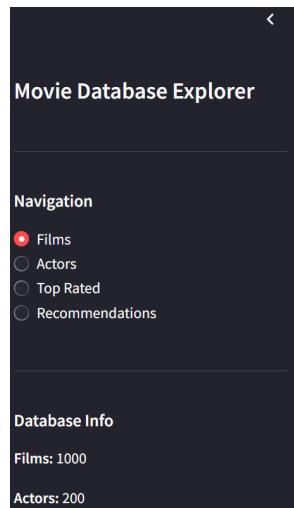 Movie Database Explorer
Navigation
Films
Actors
Top Rated
Recommendations
Database Info
Films: 1000
Actors: 200